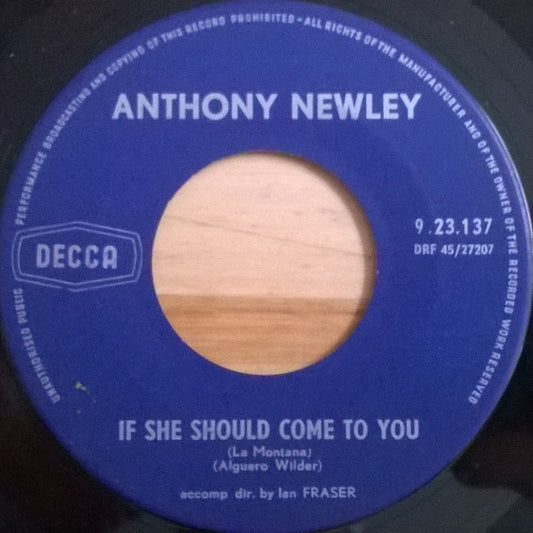 UNAUTHORISED PUBLIC PERFORMANCE BROADCASTING AND COPYING OF THIS RECORD PROHIBITED - ALL RIGHTS OF THE MANUFACTURER AND OF THE OWNER OF THE RECORDED WORK RESERVED
ANTHONY NEWLEY
9.23.137
DRF 45/27207
DECCA
IF SHE SHOULD COME TO YOU
(La Montana)
(Alguero Wilder)
accomp dir. by Ian FRASER